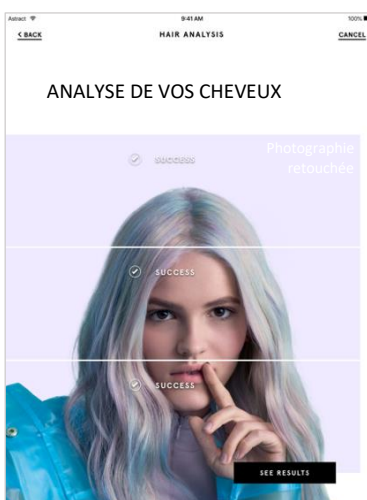 Astract 9:41 AM 100%
< BACK HAIR ANALYSIS CANCEL
ANALYSE DE VOS CHEVEUX
SUCCESS
Photographie
retouchée
SUCCESS
SUCCESS
SEE RESULTS